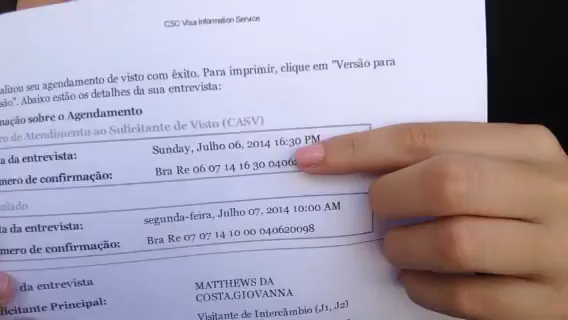 CSC Visa Information Service
alizou seu agendamento de visto com êxito. Para imprimir, clique em "Versão para
são". Abaixo estão os detalhes da sua entrevista:
mação sobre o Agendamento
ro de Atendimento ao Solicitante de Visto (CASV)
a da entrevista: Sunday, Julho 06, 2014 16:30 PM
mero de confirmação: Bra Re 06 07 14 16 30 0406
sulado
ta da entrevista: segunda-feira, Julho 07, 2014 10:00 AM
mero de confirmação: Bra Re 07 07 14 10 00 040620098
da entrevista
licitante Principal: MATTHEWS DA
COSTA,GIOVANNA
Visitante de Intercâmbio (J1, J2)